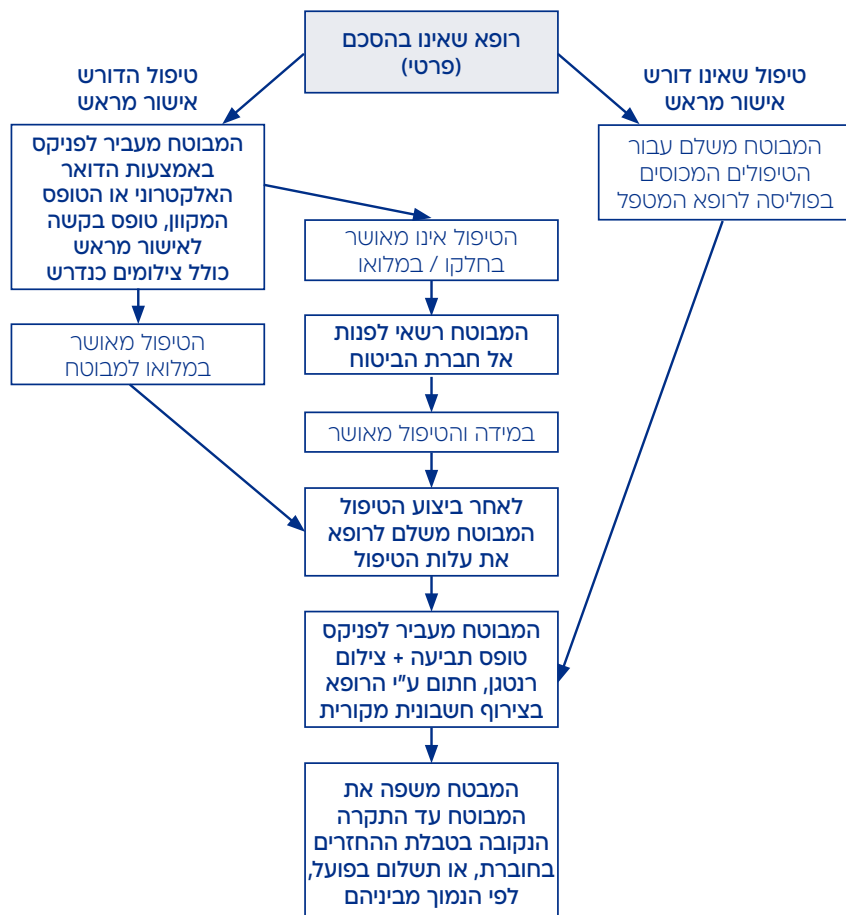 רופא שאינו בהסכם
(פרטי)
טיפול שאינו דורש
אישור מראש
טיפול הדורש
אישור מראש
המבוטח משלם עבור
הטיפולים המכוסים
בפוליסה לרופא המטפל
המבוטח מעביר לפניקס
באמצעות הדואר
האלקטרוני או הטופס
המקוון, טופס בקשה
לאישור מראש
כולל צילומים כנדרש
הטיפול אינו מאושר
בחלקו / במלואו
המבוטח רשאי לפנות
אל חברת הביטוח
הטיפול מאושר
במלואו למבוטח
במידה והטיפול מאושר
לאחר ביצוע הטיפול
המבוטח משלם לרופא
את עלות הטיפול
המבוטח מעביר לפניקס
טופס תביעה + צילום
רנטגן, חתום ע"י הרופא
בצירוף חשבונית מקורית
המבטח משפה את
המבוטח עד התקרה
הנקובה בטבלת ההחזרים
בחוברת, או תשלום בפועל,
לפי הנמוך מביניהם